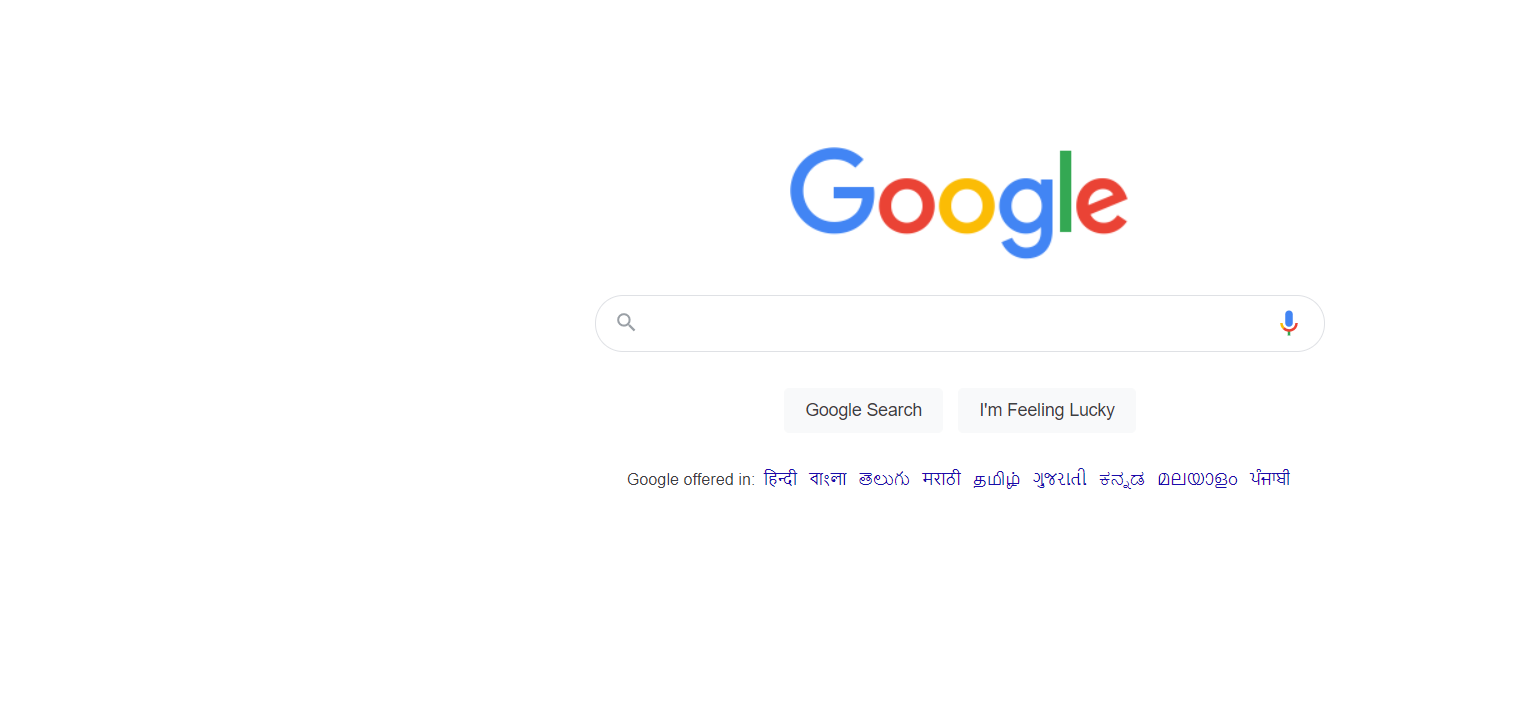 Google
Google Search I'm Feeling Lucky
Google offered in: हिन्दी বাংলা తెలుగు मराठी தமிழ் ગુજરાતી ಕನ್ನಡ മലയാളം ਪੰਜਾਬੀ